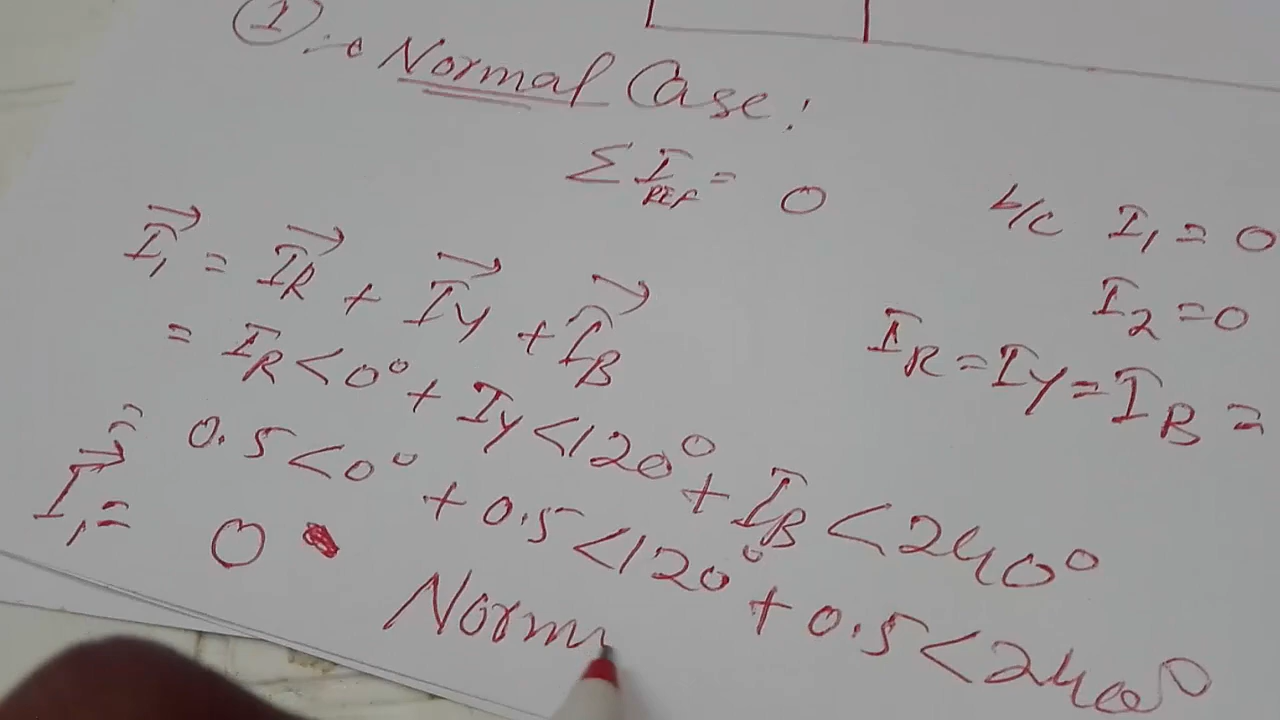 ① :- Normal Case:
Σ I REF = 0
b/c I₁ = 0
I₂ = 0
I_R = I_Y = I_B =
I₁ = I_R + I_Y + I_B
= I_R <0° + I_Y <120° + I_B <240°
= 0.5 <0° + 0.5 <120° + 0.5 <240°
I₁ = 0
Norm